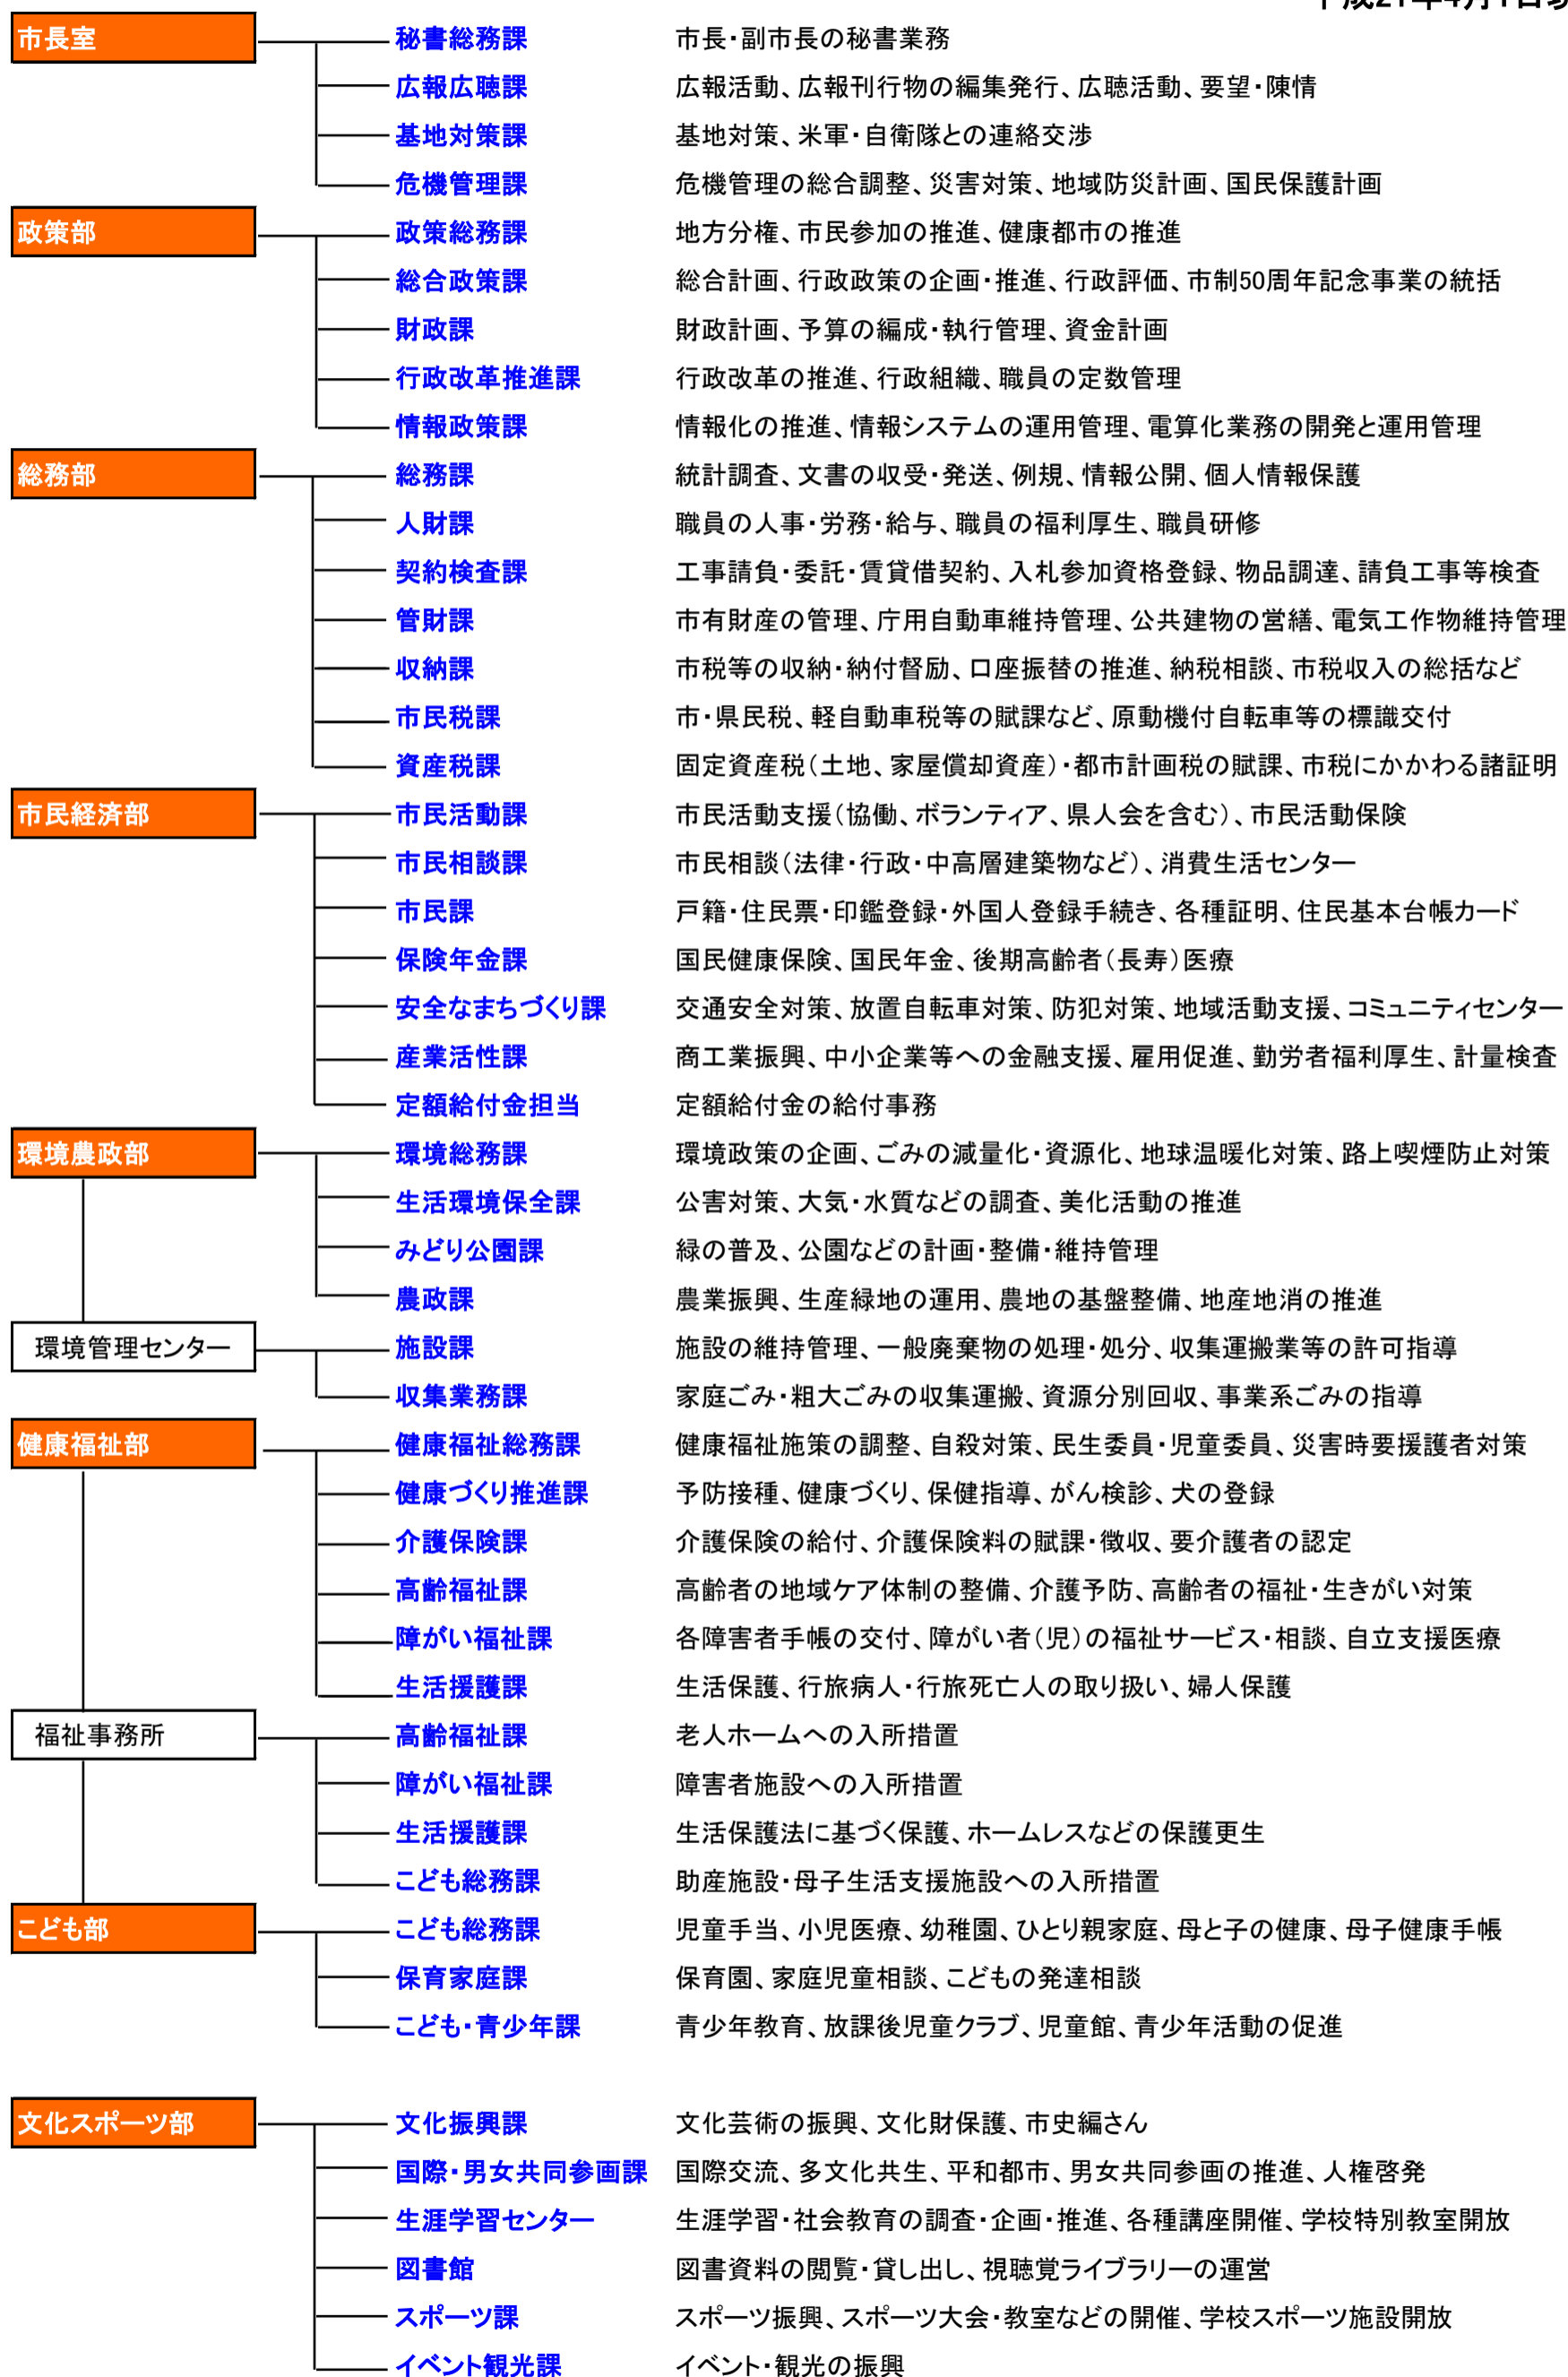 平成21年4月1日現
市長室 秘書総務課 市長・副市長の秘書業務
広報広聴課 広報活動、広報刊行物の編集発行、広聴活動、要望・陳情
基地対策課 基地対策、米軍・自衛隊との連絡交渉
危機管理課 危機管理の総合調整、災害対策、地域防災計画、国民保護計画
政策部 政策総務課 地方分権、市民参加の推進、健康都市の推進
総合政策課 総合計画、行政政策の企画・推進、行政評価、市制50周年記念事業の統括
財政課 財政計画、予算の編成・執行管理、資金計画
行政改革推進課 行政改革の推進、行政組織、職員の定数管理
情報政策課 情報化の推進、情報システムの運用管理、電算化業務の開発と運用管理
総務部 総務課 統計調査、文書の収受・発送、例規、情報公開、個人情報保護
人財課 職員の人事・労務・給与、職員の福利厚生、職員研修
契約検査課 工事請負・委託・賃貸借契約、入札参加資格登録、物品調達、請負工事等検査
管財課 市有財産の管理、庁用自動車維持管理、公共建物の営繕、電気工作物維持管理
収納課 市税等の収納・納付督励、口座振替の推進、納税相談、市税収入の総括など
市民税課 市・県民税、軽自動車税等の賦課など、原動機付自転車等の標識交付
資産税課 固定資産税（土地、家屋償却資産）・都市計画税の賦課、市税にかかわる諸証明
市民経済部 市民活動課 市民活動支援（協働、ボランティア、県人会を含む）、市民活動保険
市民相談課 市民相談（法律・行政・中高層建築物など）、消費生活センター
市民課 戸籍・住民票・印鑑登録・外国人登録手続き、各種証明、住民基本台帳カード
保険年金課 国民健康保険、国民年金、後期高齢者（長寿）医療
安全なまちづくり課 交通安全対策、放置自転車対策、防犯対策、地域活動支援、コミュニティセンター
産業活性課 商工業振興、中小企業等への金融支援、雇用促進、勤労者福利厚生、計量検査
定額給付金担当 定額給付金の給付事務
環境農政部 環境総務課 環境政策の企画、ごみの減量化・資源化、地球温暖化対策、路上喫煙防止対策
生活環境保全課 公害対策、大気・水質などの調査、美化活動の推進
みどり公園課 緑の普及、公園などの計画・整備・維持管理
農政課 農業振興、生産緑地の運用、農地の基盤整備、地産地消の推進
環境管理センター 施設課 施設の維持管理、一般廃棄物の処理・処分、収集運搬業等の許可指導
収集業務課 家庭ごみ・粗大ごみの収集運搬、資源分別回収、事業系ごみの指導
健康福祉部 健康福祉総務課 健康福祉施策の調整、自殺対策、民生委員・児童委員、災害時要援護者対策
健康づくり推進課 予防接種、健康づくり、保健指導、がん検診、犬の登録
介護保険課 介護保険の給付、介護保険料の賦課・徴収、要介護者の認定
高齢福祉課 高齢者の地域ケア体制の整備、介護予防、高齢者の福祉・生きがい対策
障がい福祉課 各障害者手帳の交付、障がい者（児）の福祉サービス・相談、自立支援医療
生活援護課 生活保護、行旅病人・行旅死亡人の取り扱い、婦人保護
福祉事務所 高齢福祉課 老人ホームへの入所措置
障がい福祉課 障害者施設への入所措置
生活援護課 生活保護法に基づく保護、ホームレスなどの保護更生
こども総務課 助産施設・母子生活支援施設への入所措置
こども部 こども総務課 児童手当、小児医療、幼稚園、ひとり親家庭、母と子の健康、母子健康手帳
保育家庭課 保育園、家庭児童相談、こどもの発達相談
こども・青少年課 青少年教育、放課後児童クラブ、児童館、青少年活動の促進
文化スポーツ部 文化振興課 文化芸術の振興、文化財保護、市史編さん
国際・男女共同参画課 国際交流、多文化共生、平和都市、男女共同参画の推進、人権啓発
生涯学習センター 生涯学習・社会教育の調査・企画・推進、各種講座開催、学校特別教室開放
図書館 図書資料の閲覧・貸し出し、視聴覚ライブラリーの運営
スポーツ課 スポーツ振興、スポーツ大会・教室などの開催、学校スポーツ施設開放
イベント観光課 イベント・観光の振興